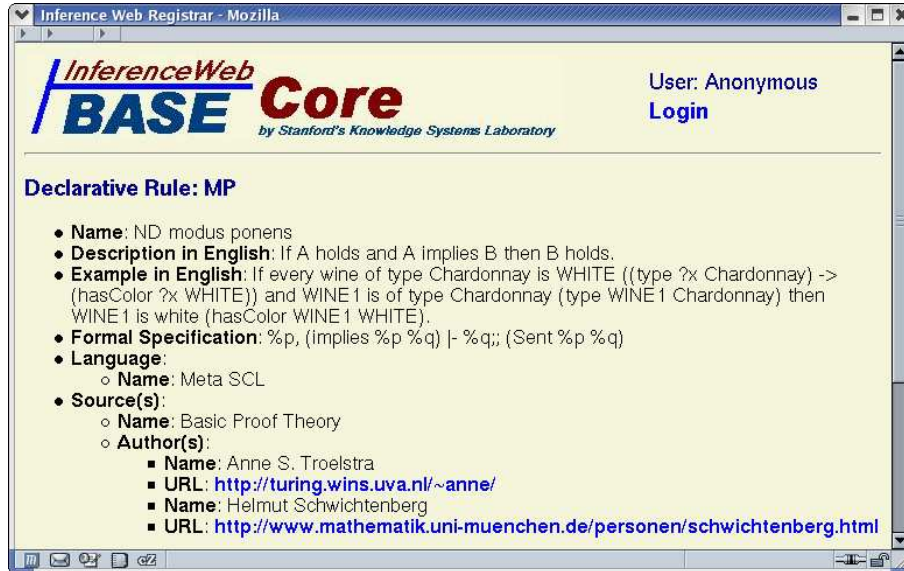 Inference Web Registrar - Mozilla
InferenceWeb
BASE Core
by Stanford's Knowledge Systems Laboratory
User: Anonymous
Login
Declarative Rule: MP
Name: ND modus ponens
Description in English: If A holds and A implies B then B holds.
Example in English: If every wine of type Chardonnay is WHITE ((type ?x Chardonnay) ->
(hasColor ?x WHITE)) and WINE1 is of type Chardonnay (type WINE1 Chardonnay) then
WINE1 is white (hasColor WINE1 WHITE).
Formal Specification: %p, (implies %p %q) |- %q;; (Sent %p %q)
Language:
Name: Meta SCL
Source(s):
Name: Basic Proof Theory
Author(s):
Name: Anne S. Troelstra
URL: http://turing.wins.uva.nl/~anne/
Name: Helmut Schwichtenberg
URL: http://www.mathematik.uni-muenchen.de/personen/schwichtenberg.html